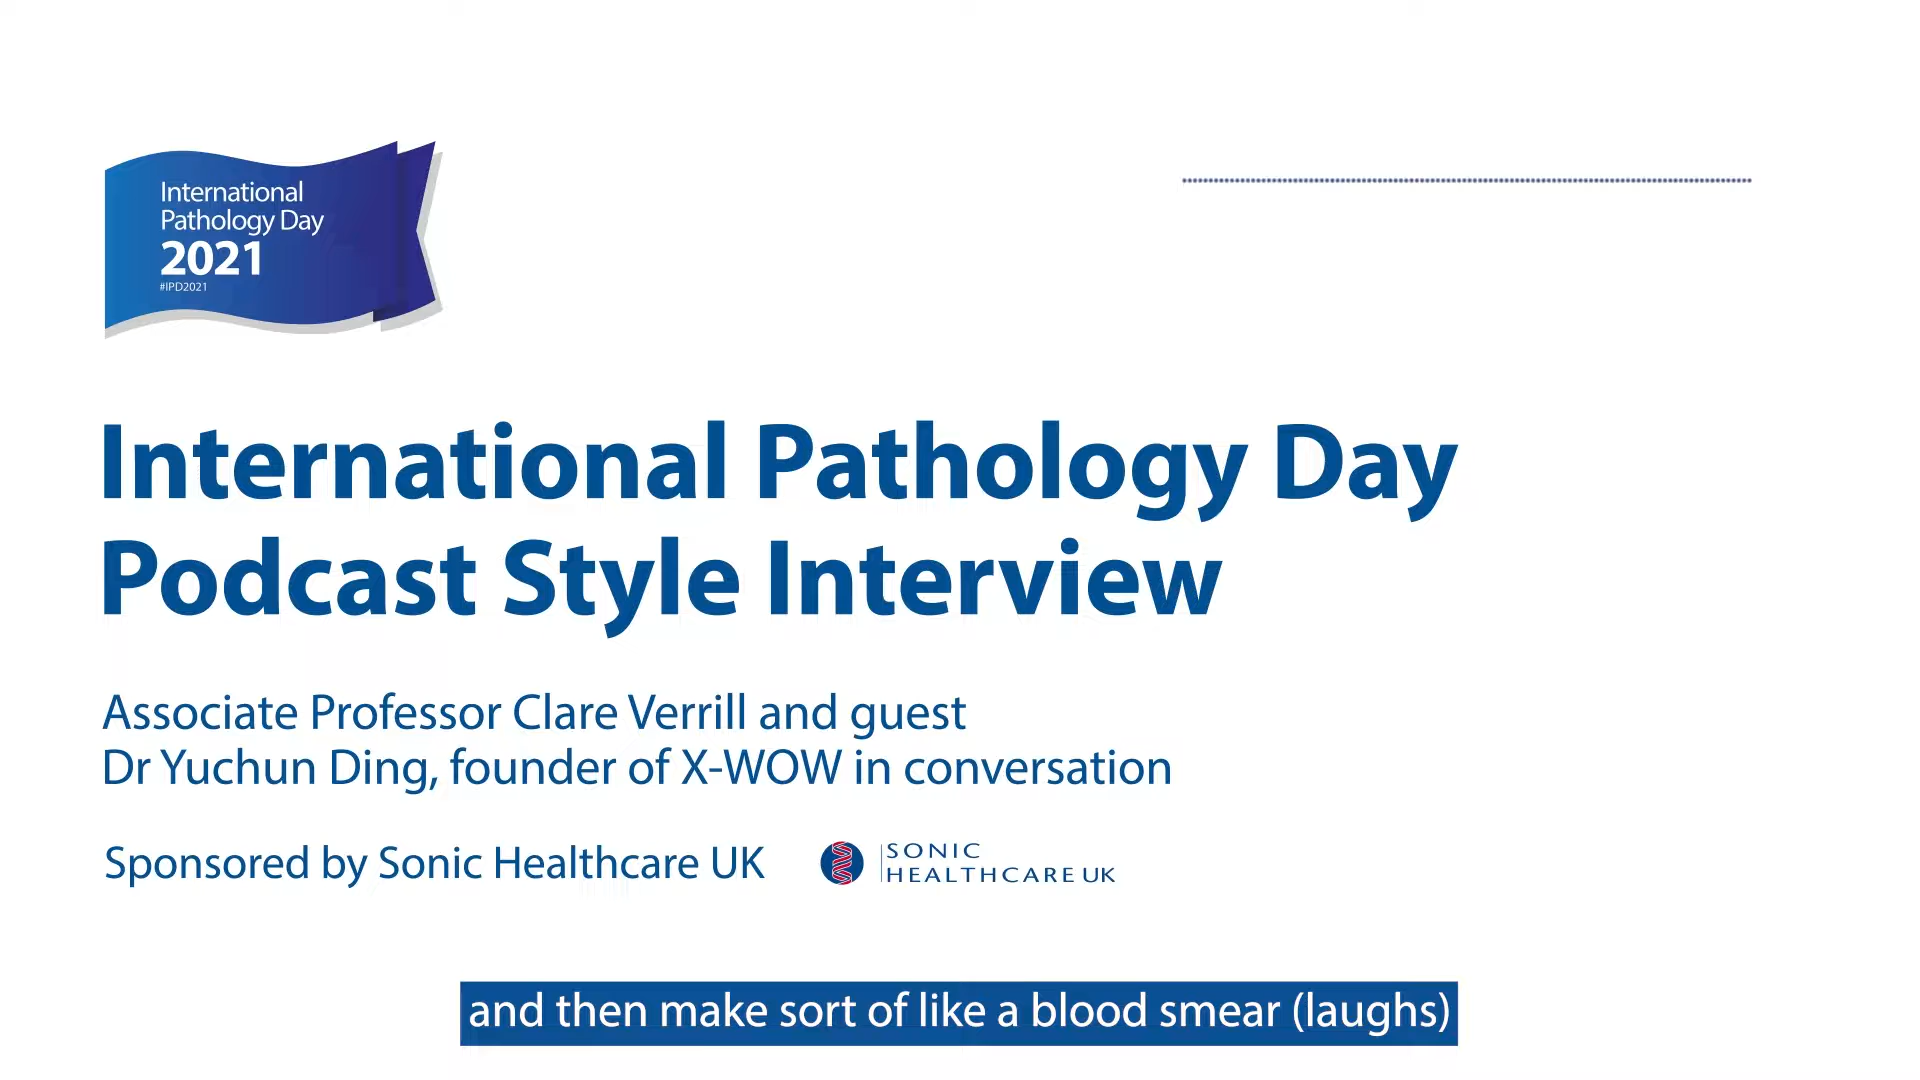 International
Pathology Day
2021
#IPD2021
International Pathology Day
Podcast Style Interview
Associate Professor Clare Verrill and guest
Dr Yuchun Ding, founder of X-WOW in conversation
Sponsored by Sonic Healthcare UK
SONIC
HEALTHCARE UK
and then make sort of like a blood smear (laughs)